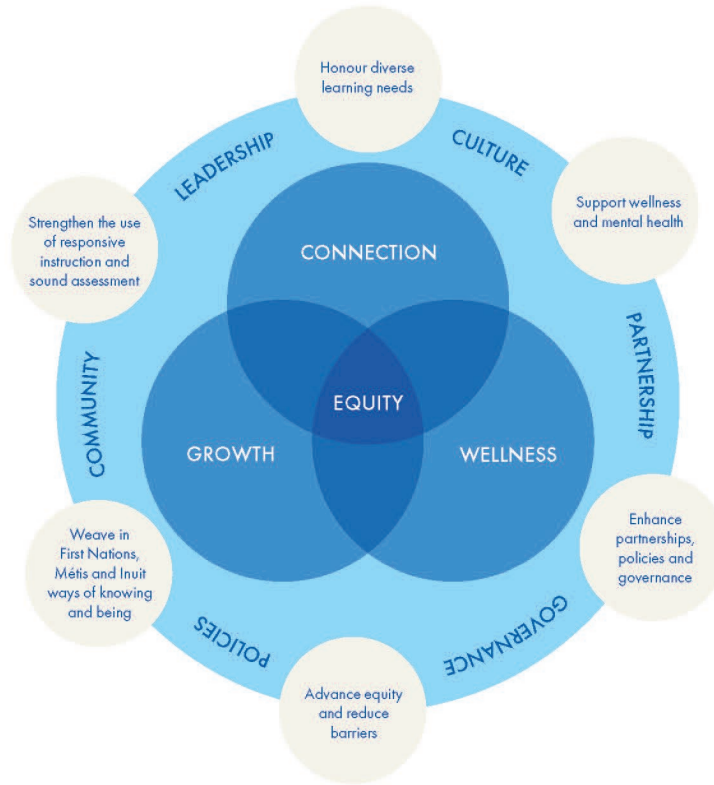 Honour diverse
learning needs
LEADERSHIP
CULTURE
Strengthen the use
of responsive
instruction and
sound assessment
Support wellness
and mental health
CONNECTION
COMMUNITY
PARTNERSHIP
EQUITY
GROWTH
WELLNESS
Weave in
First Nations,
Métis and Inuit
ways of knowing
and being
Enhance
partnerships,
policies and
governance
POLICIES
GOVERNANCE
Advance equity
and reduce
barriers